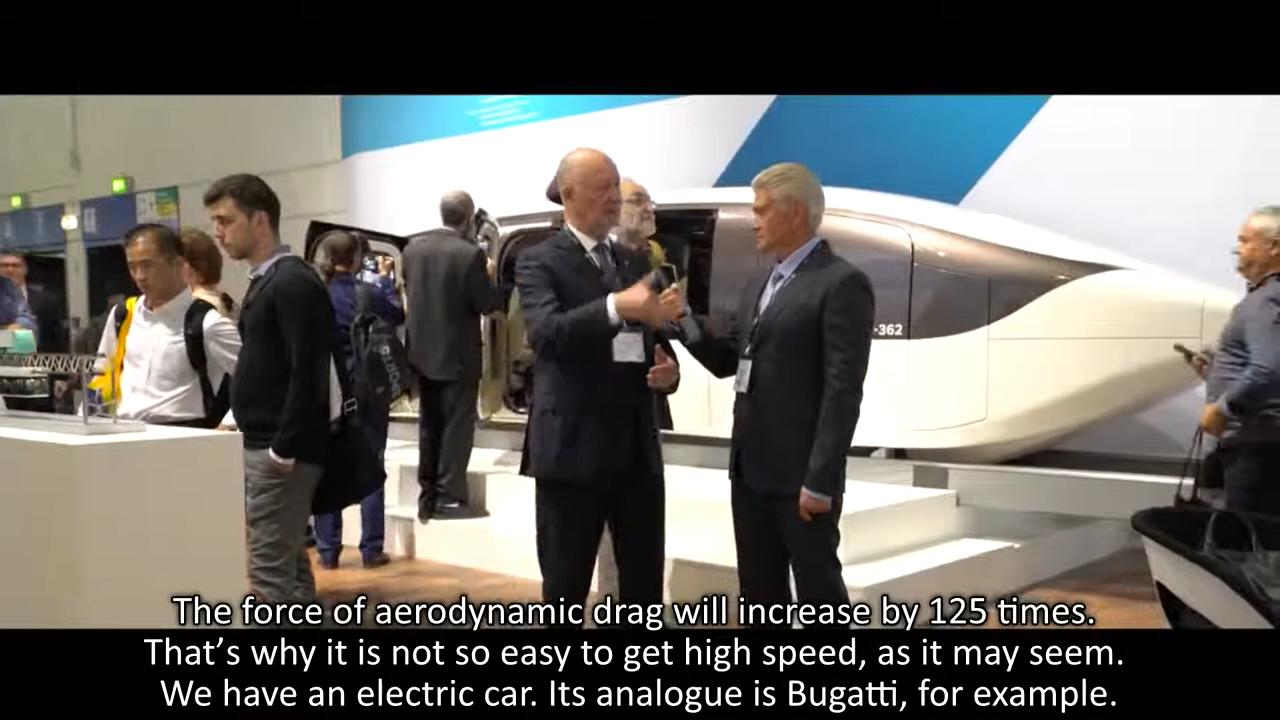 -362
The force of aerodynamic drag will increase by 125 times.
That's why it is not so easy to get high speed, as it may seem.
We have an electric car. Its analogue is Bugatti, for example.